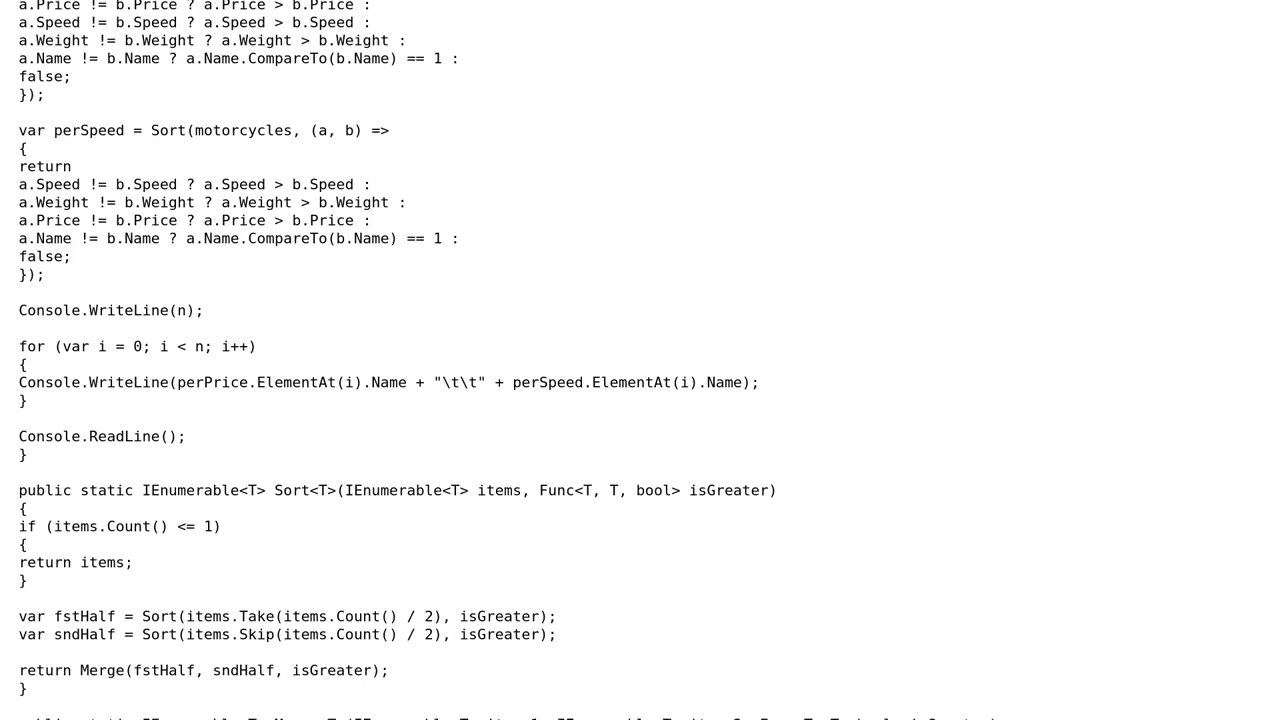 a.Price != b.Price ? a.Price > b.Price :
a.Speed != b.Speed ? a.Speed > b.Speed :
a.Weight != b.Weight ? a.Weight > b.Weight :
a.Name != b.Name ? a.Name.CompareTo(b.Name) == 1 :
false;
});
var perSpeed = Sort(motorcycles, (a, b) =>
{
return
a.Speed != b.Speed ? a.Speed > b.Speed :
a.Weight != b.Weight ? a.Weight > b.Weight :
a.Price != b.Price ? a.Price > b.Price :
a.Name != b.Name ? a.Name.CompareTo(b.Name) == 1 :
false;
});
Console.WriteLine(n);
for (var i = 0; i < n; i++)
{
Console.WriteLine(perPrice.ElementAt(i).Name + "\t\t" + perSpeed.ElementAt(i).Name);
}
Console.ReadLine();
}
public static IEnumerable<T> Sort<T>(IEnumerable<T> items, Func<T, T, bool> isGreater)
{
if (items.Count() <= 1)
{
return items;
}
var fstHalf = Sort(items.Take(items.Count() / 2), isGreater);
var sndHalf = Sort(items.Skip(items.Count() / 2), isGreater);
return Merge(fstHalf, sndHalf, isGreater);
}